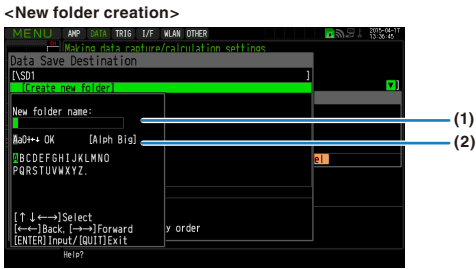 <New folder creation>
MENU AMP DATA TRIG I/F WLAN OTHER 2015-04-17
13:36:45
Making data capture/calculation settings
Data Save Destination
[\SD1 ]
[Create new folder]
New folder name:
(1)
AaO++ OK [Alph Big]
(2)
ABCDEFGHIJKLMNO
PQRSTUVWXYZ.
el
[↑↓←→]Select
[←←]Back, [→→]Forward
y order
[ENTER]Input/[QUIT]Exit
Help?